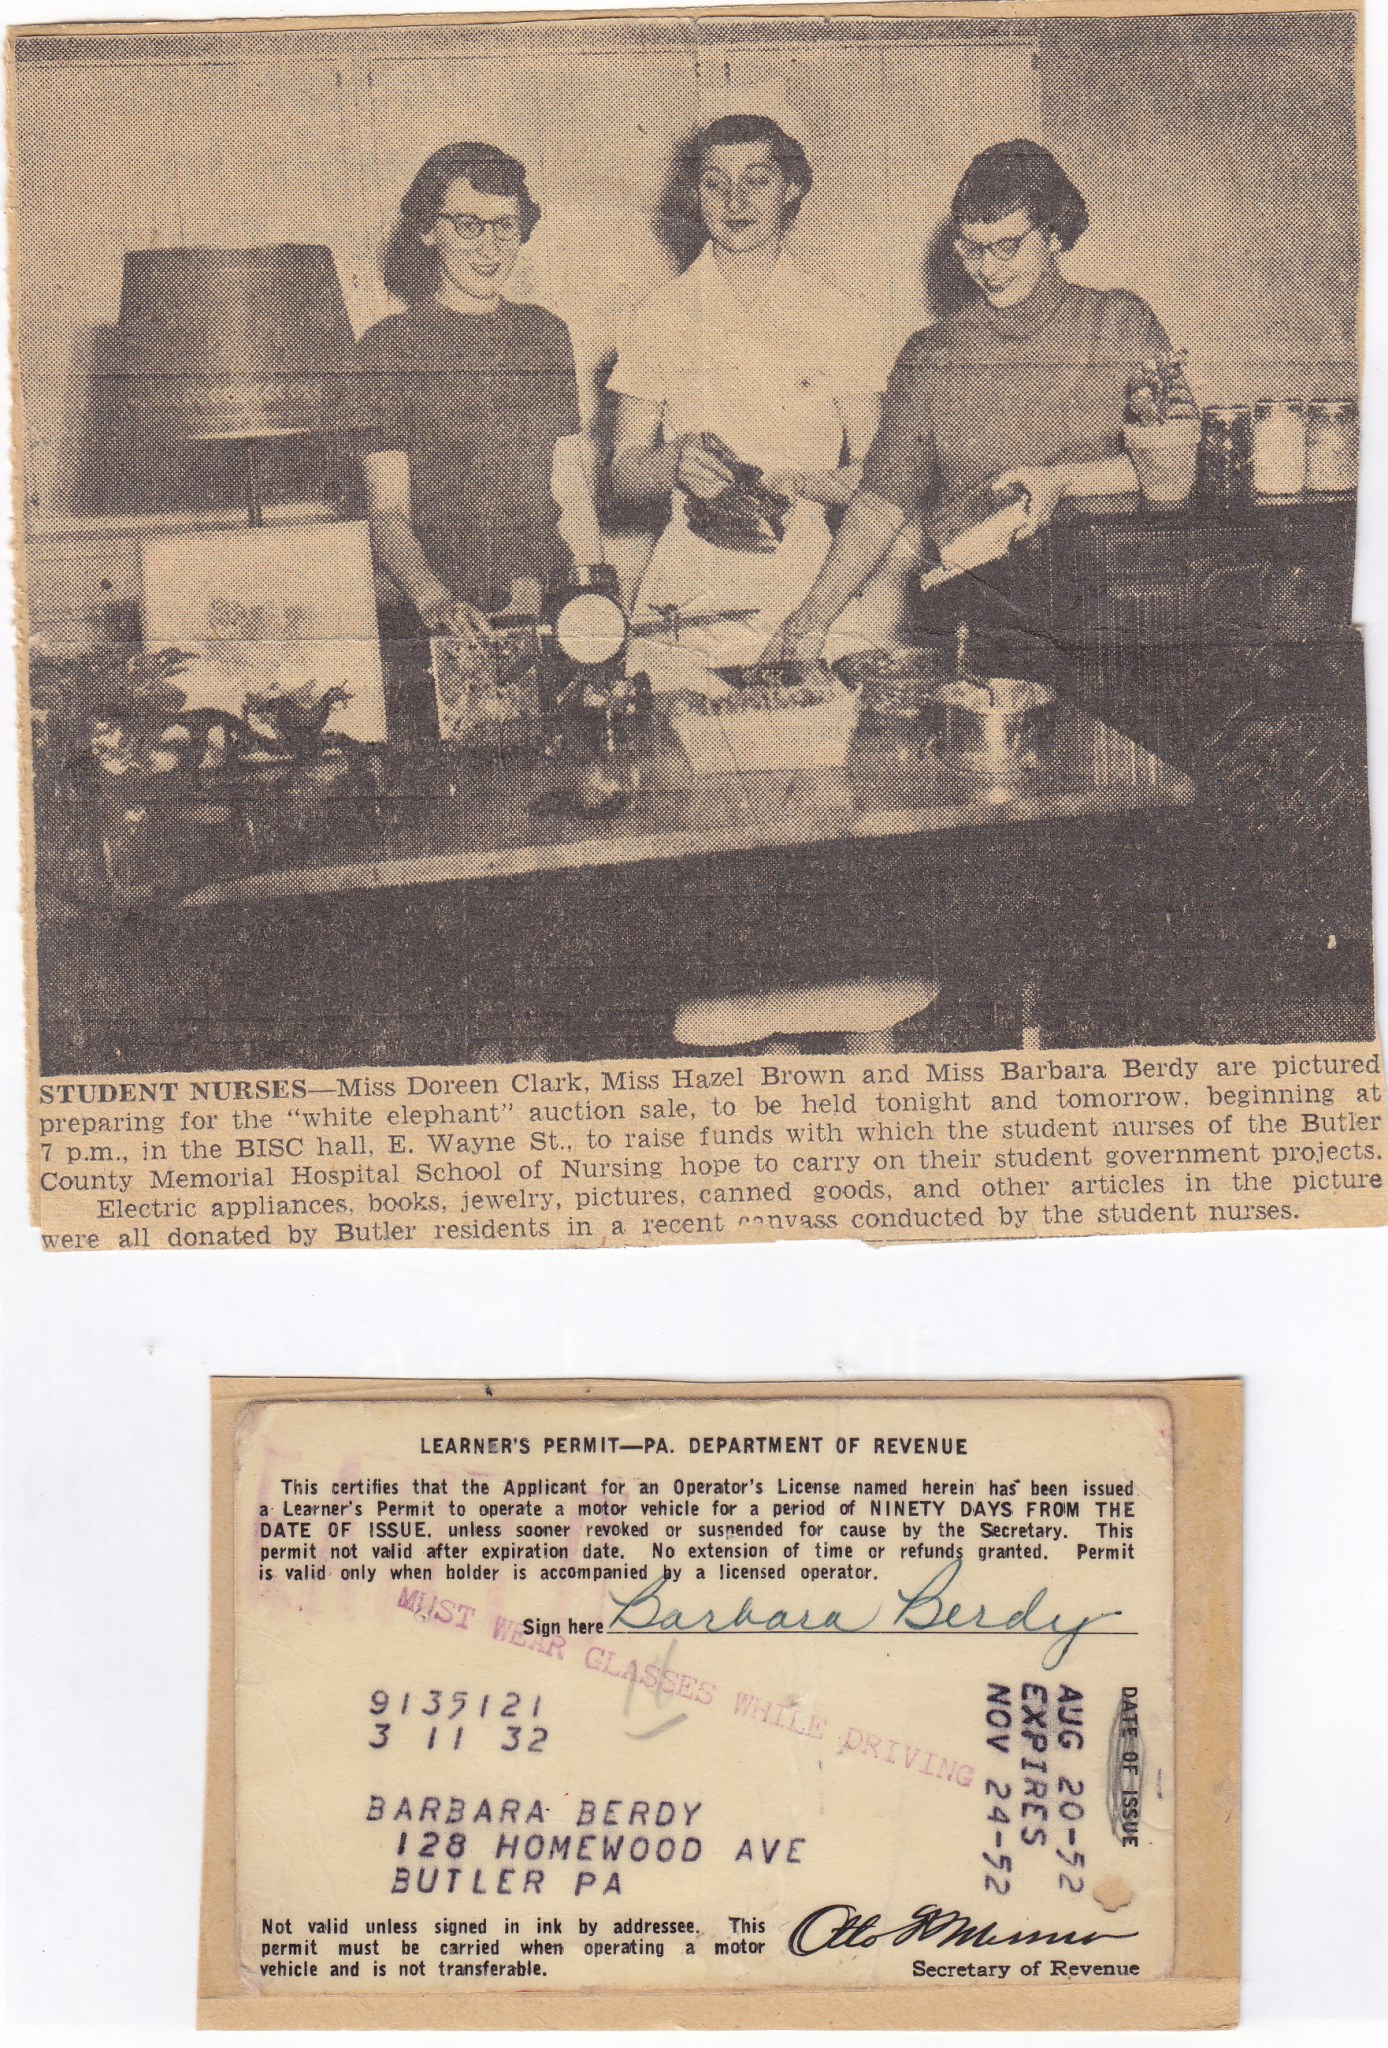 STUDENT NURSES—Miss Doreen Clark, Miss Hazel Brown and Miss Barbara Berdy are pictured
preparing for the "white elephant" auction sale, to be held tonight and tomorrow, beginning at
7 p.m., in the BISC hall, E. Wayne St., to raise funds with which the student nurses of the Butler
County Memorial Hospital School of Nursing hope to carry on their student government projects.
Electric appliances, books, jewelry, pictures, canned goods, and other articles in the picture
were all donated by Butler residents in a recent canvass conducted by the student nurses.
LEARNER'S PERMIT—PA. DEPARTMENT OF REVENUE
This certifies that the Applicant for an Operator's License named herein has been issued
a Learner's Permit to operate a motor vehicle for a period of NINETY DAYS FROM THE
DATE OF ISSUE, unless sooner revoked or suspended for cause by the Secretary. This
permit not valid after expiration date. No extension of time or refunds granted. Permit
is valid only when holder is accompanied by a licensed operator.
Sign here Barbara Berdy
MUST WEAR GLASSES WHILE DRIVING
9135121
3 11 32
BARBARA BERDY
128 HOMEWOOD AVE
BUTLER PA
DATE OF ISSUE
AUG 20-52
EXPIRES
NOV 24-52
Not valid unless signed in ink by addressee. This
permit must be carried when operating a motor
vehicle and is not transferable.
Secretary of Revenue